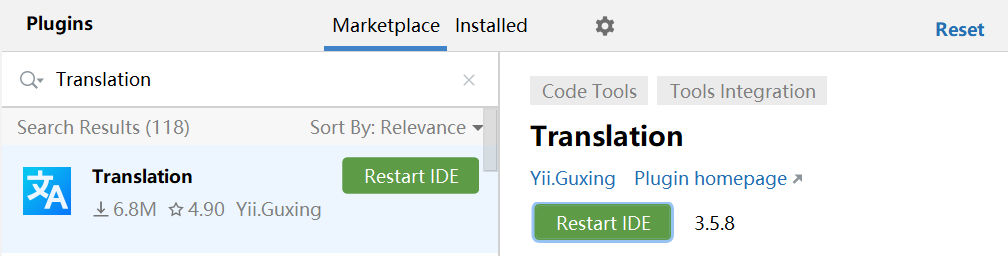 Plugins
Marketplace
Installed
Reset
Translation
Search Results (118)
Sort By: Relevance
文A
Translation
Restart IDE
6.8M
4.90
Yii.Guxing
Code Tools
Tools Integration
Translation
Yii.Guxing
Plugin homepage
Restart IDE
3.5.8